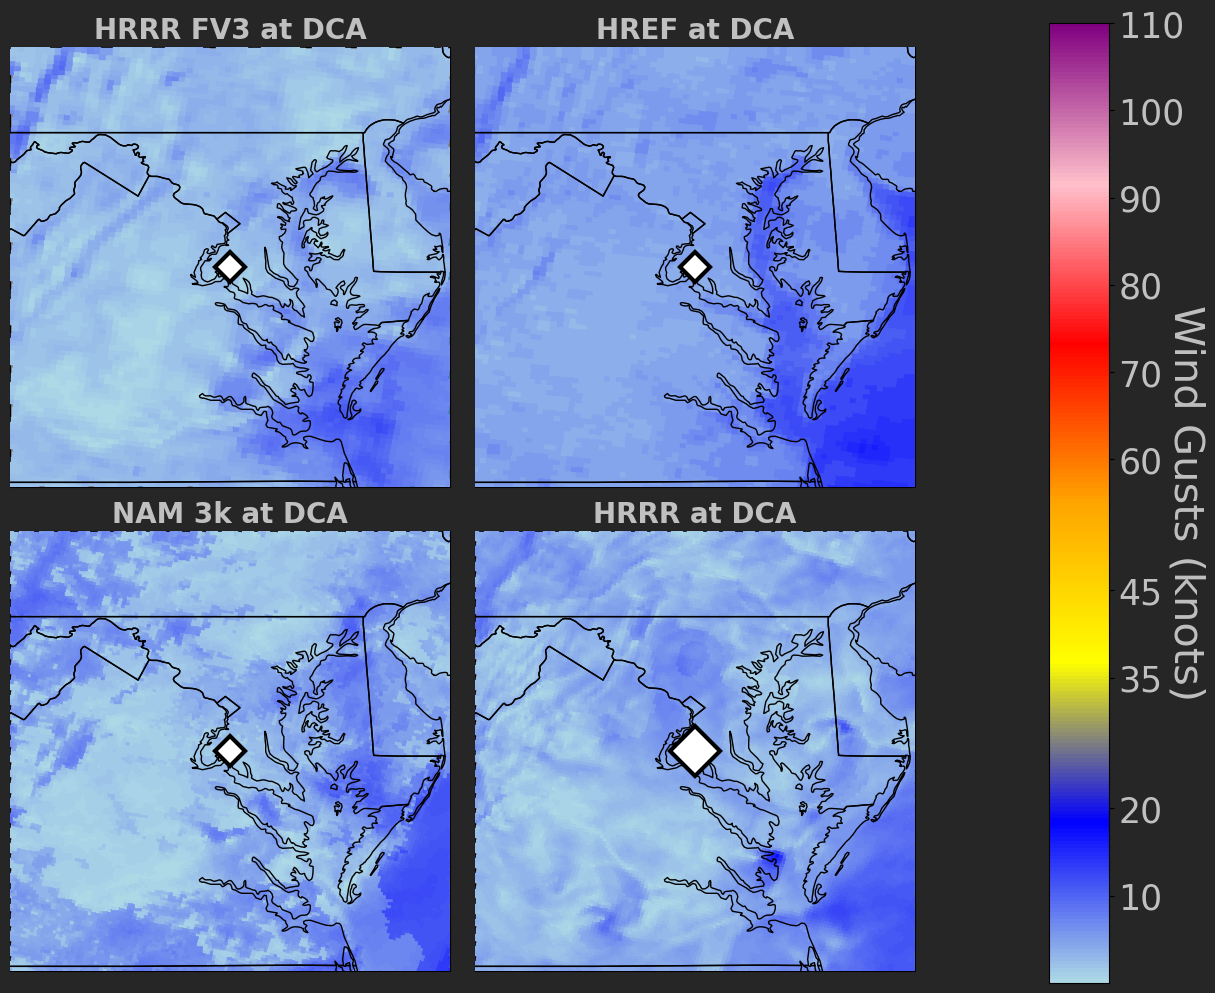 HRRR FV3 at DCA
HREF at DCA
NAM 3k at DCA
HRRR at DCA
110
100
90
80
70
60
45
35
20
10
Wind Gusts (knots)